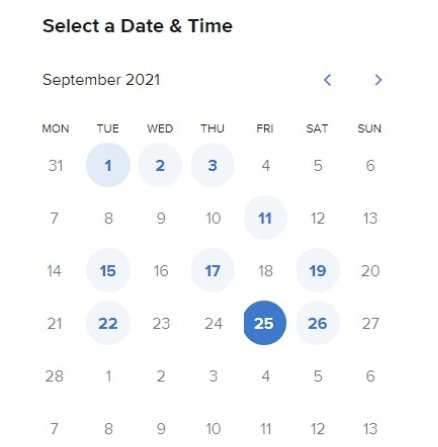 Select a Date & Time
September 2021
MON TUE WED THU FRI SAT SUN
31 1 2 3 4 5 6
7 8 9 10 11 12 13
14 15 16 17 18 19 20
21 22 23 24 25 26 27
28 1 2 3 4 5 6
7 8 9 10 11 12 13